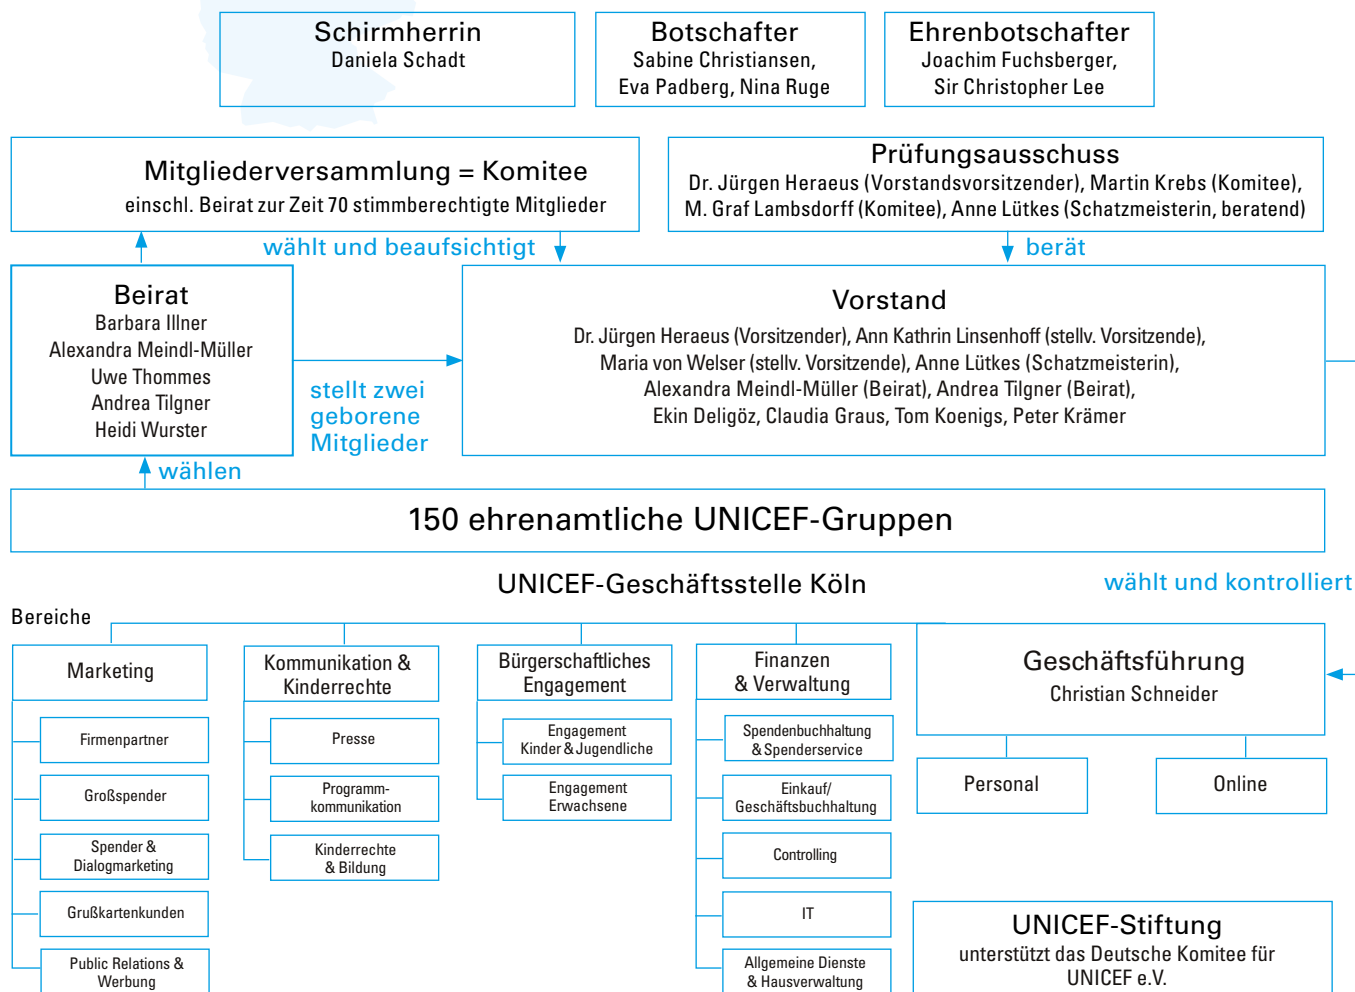 Schirmherrin
Daniela Schadt
Botschafter
Sabine Christiansen,
Eva Padberg, Nina Ruge
Ehrenbotschafter
Joachim Fuchsberger,
Sir Christopher Lee
Mitgliederversammlung = Komitee
einschl. Beirat zur Zeit 70 stimmberechtigte Mitglieder
Prüfungsausschuss
Dr. Jürgen Heraeus (Vorstandsvorsitzender), Martin Krebs (Komitee),
M. Graf Lambsdorff (Komitee), Anne Lütkes (Schatzmeisterin, beratend)
wählt und beaufsichtigt
berät
Beirat
Barbara Illner
Alexandra Meindl-Müller
Uwe Thommes
Andrea Tilgner
Heidi Wurster
stellt zwei
geborene
Mitglieder
Vorstand
Dr. Jürgen Heraeus (Vorsitzender), Ann Kathrin Linsenhoff (stellv. Vorsitzende),
Maria von Welser (stellv. Vorsitzende), Anne Lütkes (Schatzmeisterin),
Alexandra Meindl-Müller (Beirat), Andrea Tilgner (Beirat),
Ekin Deligöz, Claudia Graus, Tom Koenigs, Peter Krämer
wählen
150 ehrenamtliche UNICEF-Gruppen
UNICEF-Geschäftsstelle Köln
wählt und kontrolliert
Bereiche
Marketing
Firmenpartner
Großspender
Spender &
Dialogmarketing
Grußkartenkunden
Public Relations &
Werbung
Kommunikation &
Kinderrechte
Presse
Programm-
kommunikation
Kinderrechte
& Bildung
Bürgerschaftliches
Engagement
Engagement
Kinder & Jugendliche
Engagement
Erwachsene
Finanzen
& Verwaltung
Spendenbuchhaltung
& Spenderservice
Einkauf/
Geschäftsbuchhaltung
Controlling
IT
Allgemeine Dienste
& Hausverwaltung
Geschäftsführung
Christian Schneider
Personal
Online
UNICEF-Stiftung
unterstützt das Deutsche Komitee für
UNICEF e.V.